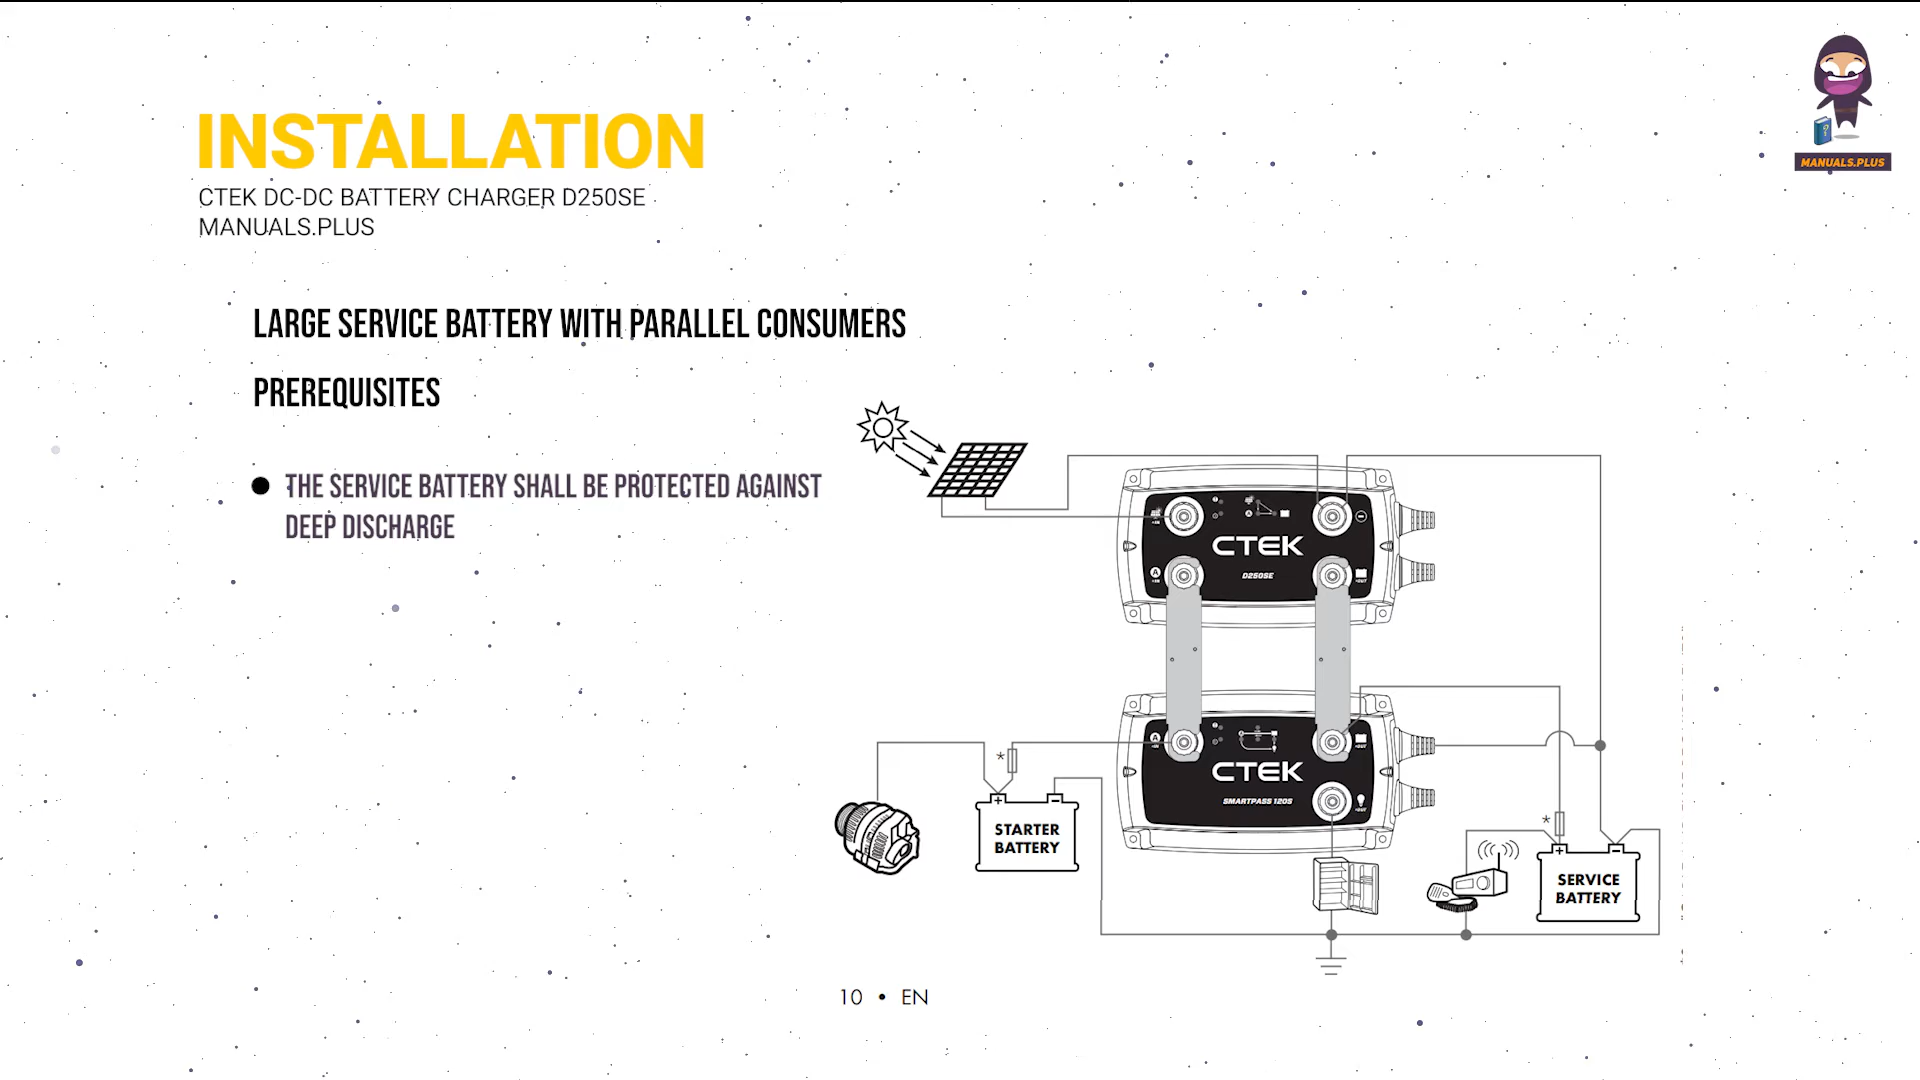 MANUALS.PLUS
INSTALLATION
CTEK DC-DC BATTERY CHARGER D250SE
MANUALS.PLUS
LARGE SERVICE BATTERY WITH PARALLEL CONSUMERS
PREREQUISITES
THE SERVICE BATTERY SHALL BE PROTECTED AGAINST
DEEP DISCHARGE
CTEK
D250SE
CTEK
SMARTPASS 120S
STARTER
BATTERY
SERVICE
BATTERY
10 • EN